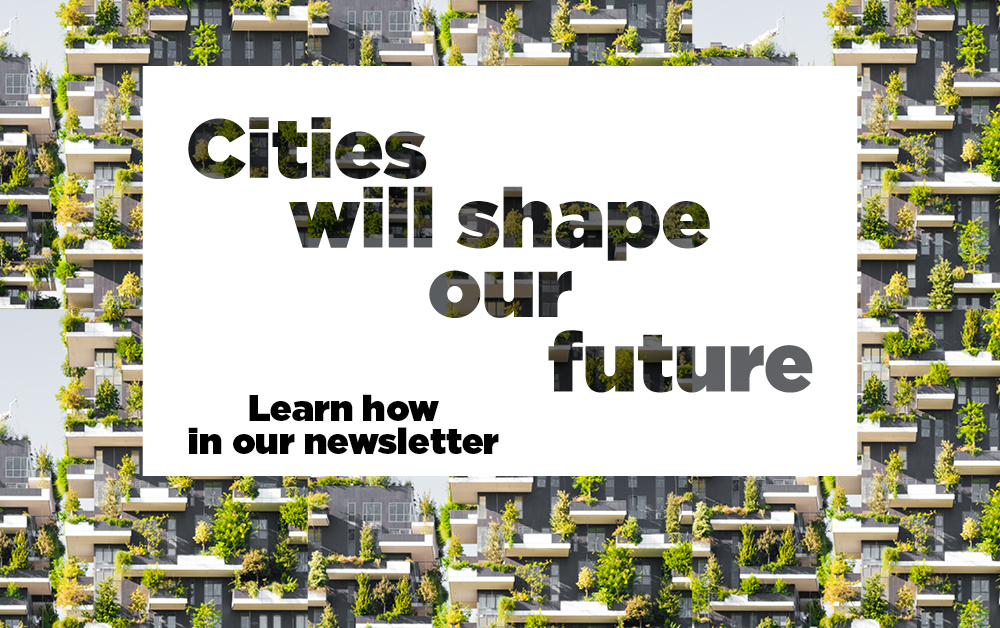 Cities
will shape
our
future
Learn how
in our newsletter